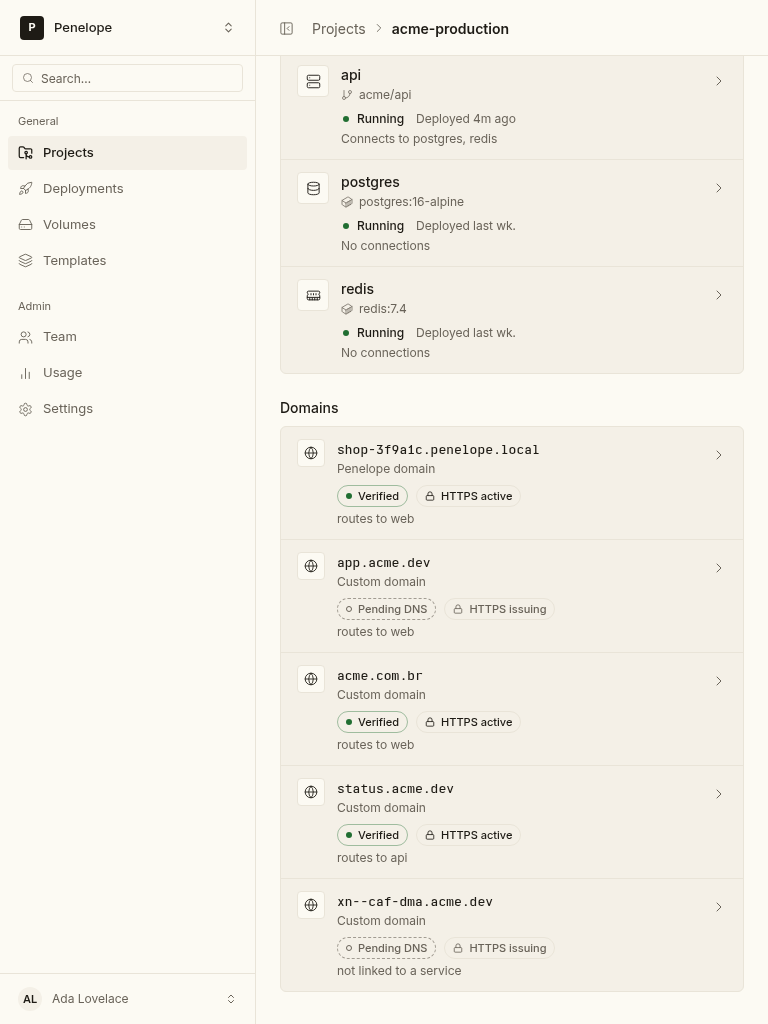 P Penelope
Search...
General
Projects
Deployments
Volumes
Templates
Admin
Team
Usage
Settings
AL Ada Lovelace
Projects > acme-production
api
acme/api
Running Deployed 4m ago
Connects to postgres, redis
postgres
postgres:16-alpine
Running Deployed last wk.
No connections
redis
redis:7.4
Running Deployed last wk.
No connections
Domains
shop-3f9a1c.penelope.local
Penelope domain
Verified HTTPS active
routes to web
app.acme.dev
Custom domain
Pending DNS HTTPS issuing
routes to web
acme.com.br
Custom domain
Verified HTTPS active
routes to web
status.acme.dev
Custom domain
Verified HTTPS active
routes to api
xn--caf-dma.acme.dev
Custom domain
Pending DNS HTTPS issuing
not linked to a service